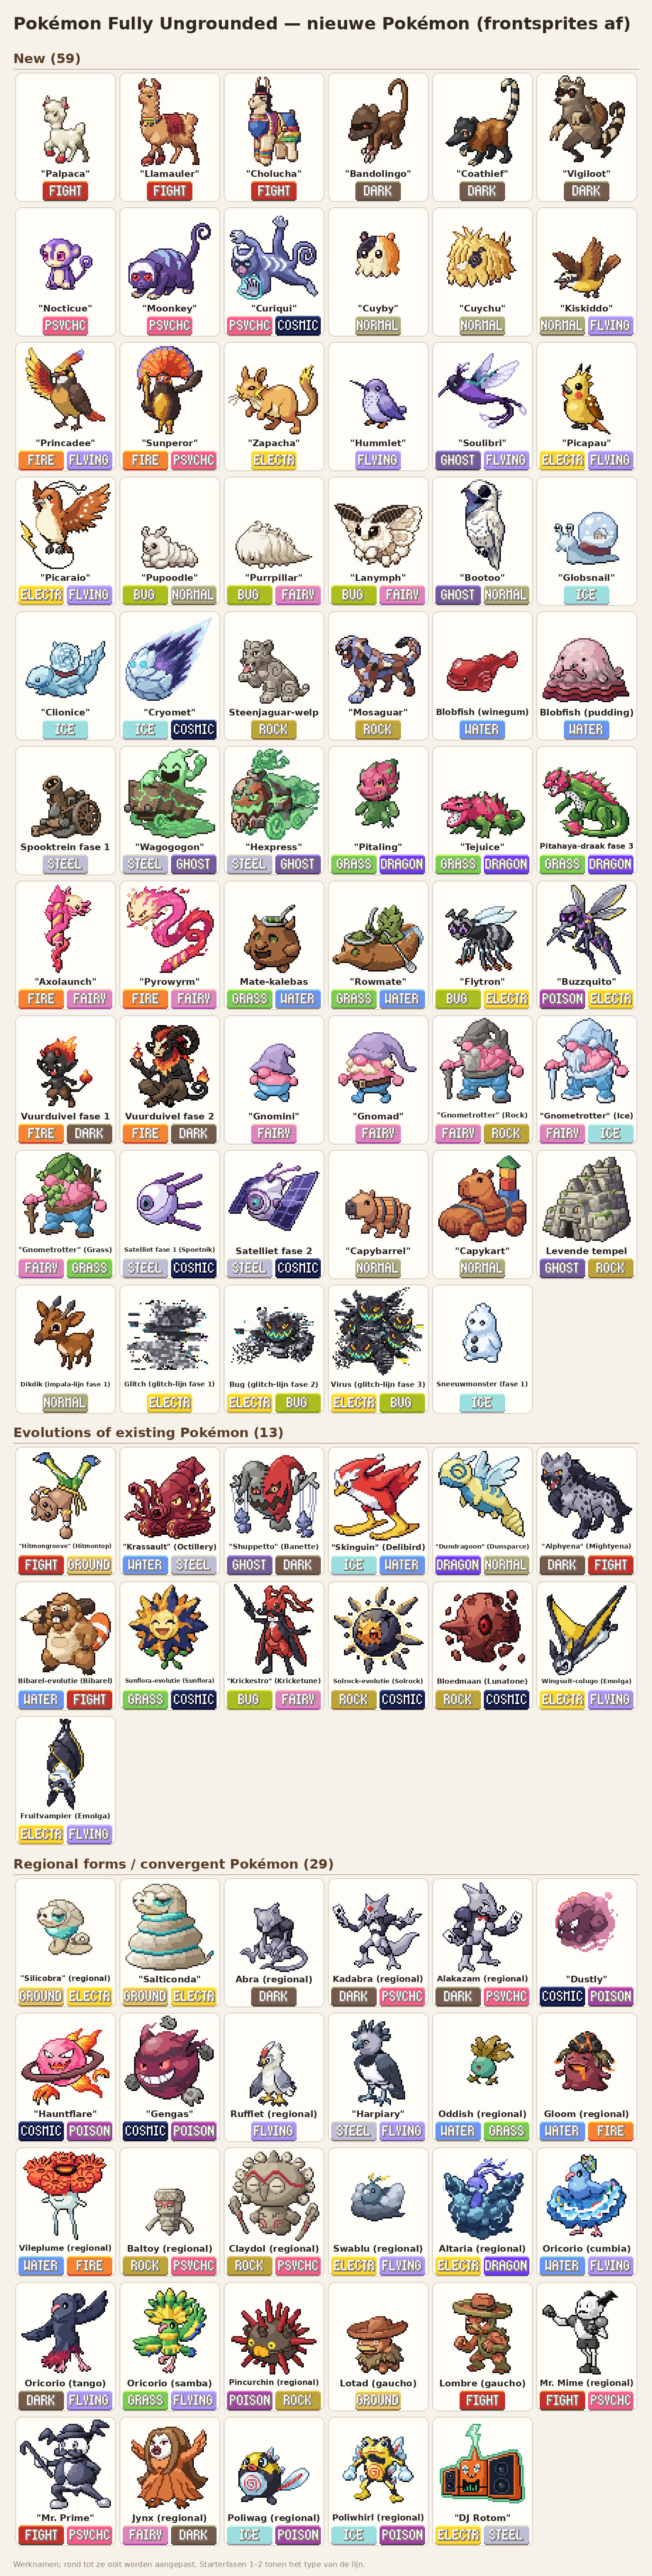 Pokémon Fully Ungrounded — nieuwe Pokémon (frontsprites af)
New (59)
"Palpaca" "Llamauler" "Cholucha" "Bandolingo" "Coathief" "Vigiloot"
FIGHT FIGHT FIGHT DARK DARK DARK
"Nocticue" "Moonkey" "Curiqui" "Cuyby" "Cuychu" "Kiskiddo"
PSYCHC PSYCHC PSYCHC COSMIC NORMAL NORMAL NORMAL FLYING
"Princadee" "Sunperor" "Zapacha" "Hummlet" "Soulibri" "Picapau"
FIRE FLYING FIRE PSYCHC ELECTR FLYING GHOST FLYING ELECTR FLYING
"Picaraio" "Pupoodle" "Purrpillar" "Lanymph" "Bootoo" "Globsnail"
ELECTR FLYING BUG NORMAL BUG FAIRY BUG FAIRY GHOST NORMAL ICE
"Clionice" "Cryomet" Steenjaguar-welp "Mosaguar" Blobfish (winegum) Blobfish (pudding)
ICE ICE COSMIC ROCK ROCK WATER WATER
Spooktrein fase 1 "Wagogogon" "Hexpress" "Pitaling" "Tejuice" Pitahaya-draak fase 3
STEEL STEEL GHOST STEEL GHOST GRASS DRAGON GRASS DRAGON GRASS DRAGON
"Axolaunch" "Pyrowyrm" Mate-kalebas "Rowmate" "Flytron" "Buzzquito"
FIRE FAIRY FIRE FAIRY GRASS WATER GRASS WATER BUG ELECTR POISON ELECTR
Vuurduivel fase 1 Vuurduivel fase 2 "Gnomini" "Gnomad" "Gnometrotter" (Rock) "Gnometrotter" (Ice)
FIRE DARK FIRE DARK FAIRY FAIRY FAIRY ROCK FAIRY ICE
"Gnometrotter" (Grass) Satelliet fase 1 (Spoetnik) Satelliet fase 2 "Capybarrel" "Capykart" Levende tempel
FAIRY GRASS STEEL COSMIC STEEL COSMIC NORMAL NORMAL GHOST ROCK
Dikdik (impala-lijn fase 1) Glitch (glitch-lijn fase 1) Bug (glitch-lijn fase 2) Virus (glitch-lijn fase 3) Sneeuwmonster (fase 1)
NORMAL ELECTR ELECTR BUG ELECTR BUG ICE
Evolutions of existing Pokémon (13)
"Hitmongroove" (Hitmontop) "Krassault" (Octillery) "Shuppetto" (Banette) "Skinguin" (Delibird) "Dundragoon" (Dunsparce) "Alphyena" (Mightyena)
FIGHT GROUND WATER STEEL GHOST DARK ICE WATER DRAGON NORMAL DARK FIGHT
Bibarel-evolutie (Bibarel) Sunflora-evolutie (Sunflora) "Krickestro" (Kricketune) Solrock-evolutie (Solrock) Bloedmaan (Lunatone) Wingsuit-colugo (Emolga)
WATER FIGHT GRASS COSMIC BUG FAIRY ROCK COSMIC ROCK COSMIC ELECTR FLYING
Fruitvampier (Emolga)
ELECTR FLYING
Regional forms / convergent Pokémon (29)
"Silicobra" (regional) "Salticonda" Abra (regional) Kadabra (regional) Alakazam (regional) "Dustly"
GROUND ELECTR GROUND ELECTR DARK DARK PSYCHC DARK PSYCHC COSMIC POISON
"Hauntflare" "Gengas" Rufflet (regional) "Harpiary" Oddish (regional) Gloom (regional)
COSMIC POISON COSMIC POISON FLYING STEEL FLYING WATER GRASS WATER FIRE
Vileplume (regional) Baltoy (regional) Claydol (regional) Swablu (regional) Altaria (regional) Oricorio (cumbia)
WATER FIRE ROCK PSYCHC ROCK PSYCHC ELECTR FLYING ELECTR DRAGON WATER FLYING
Oricorio (tango) Oricorio (samba) Pincurchin (regional) Lotad (gaucho) Lombre (gaucho) Mr. Mime (regional)
DARK FLYING GRASS FLYING POISON ROCK GROUND FIGHT FIGHT PSYCHC
"Mr. Prime" Jynx (regional) Poliwag (regional) Poliwhirl (regional) "DJ Rotom"
FIGHT PSYCHC FAIRY DARK ICE POISON ICE POISON ELECTR STEEL
Werknamen; rond tot ze ooit worden aangepast. Starterfasen 1–2 tonen het type van de lijn.